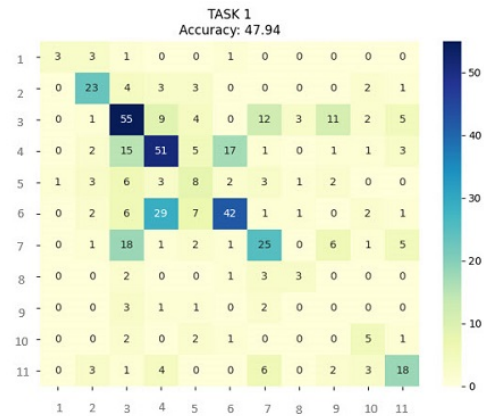 TASK 1
Accuracy: 47.94
1 3 3 1 0 0 1 0 0 0 0 0
2 0 23 4 3 3 0 0 0 0 2 1
3 0 1 55 9 4 0 12 3 11 2 5
4 0 2 15 51 5 17 1 0 1 1 3
5 1 3 6 3 8 2 3 1 2 0 0
6 0 2 6 29 7 42 1 1 0 2 1
7 0 1 18 1 2 1 25 0 6 1 5
8 0 0 2 0 0 1 3 3 0 0 0
9 0 0 3 1 1 0 2 0 0 0 0
10 0 0 2 0 2 1 0 0 0 5 1
11 0 3 1 4 0 0 6 0 2 3 18
1 2 3 4 5 6 7 8 9 10 11
50
40
30
20
10
0